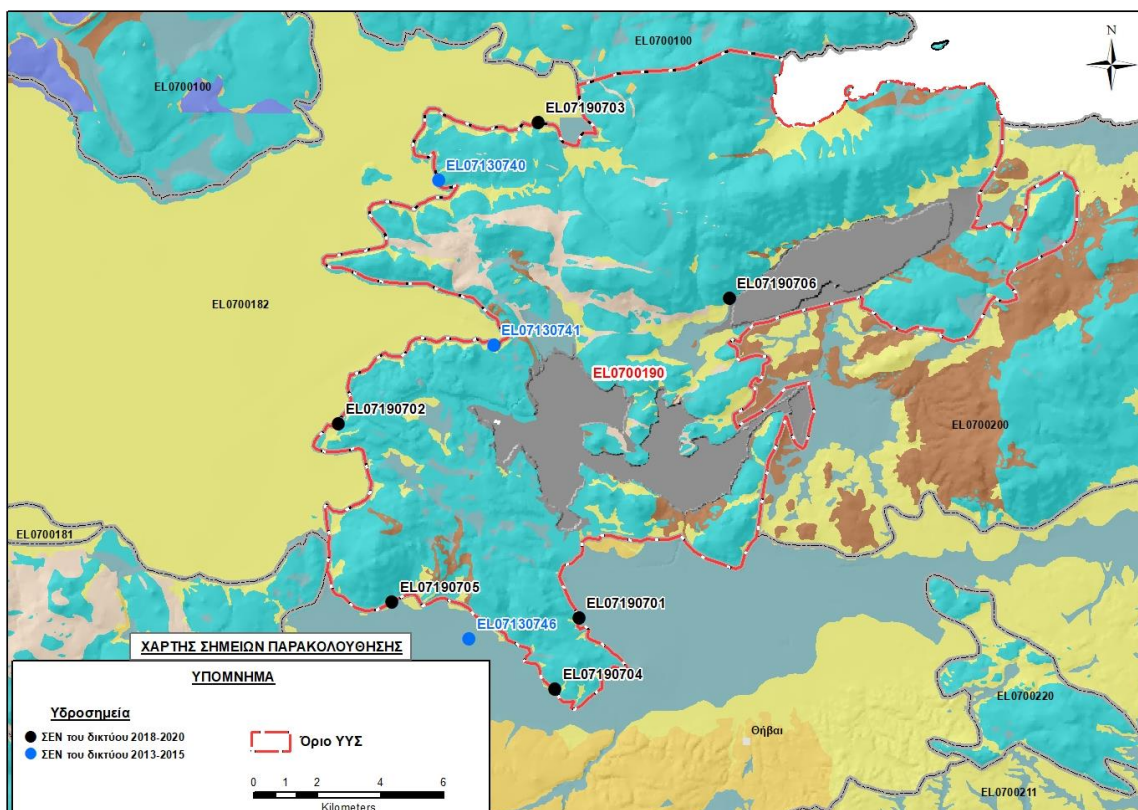 EL0700100
N
EL0700100
EL07190703
EL07130740
EL0700182
EL07190706
EL07130741
EL0700190
EL07190702
EL0700200
EL0700181
EL07190705
EL07190701
EL07130746
ΧΑΡΤΗΣ ΣΗΜΕΙΩΝ ΠΑΡΑΚΟΛΟΥΘΗΣΗΣ
EL07190704
EL0700220
Θήβαι
EL0700211
ΥΠΟΜΝΗΜΑ
Υδροσημεία
ΣΕΝ του δικτύου 2018-2020
ΣΕΝ του δικτύου 2013-2015
Όριο ΥΥΣ
0 1 2 4 6
Kilometers